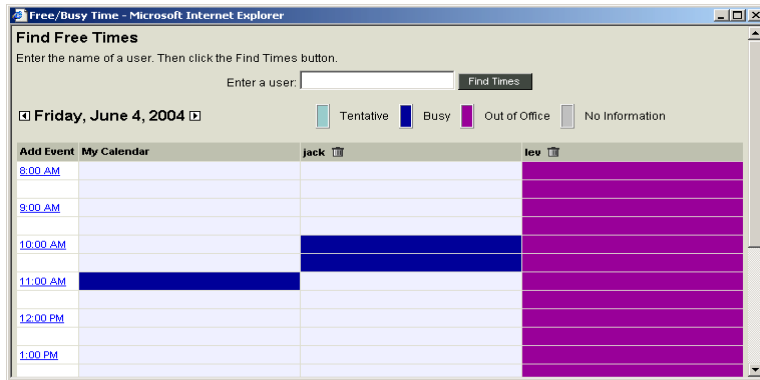 Free/Busy Time - Microsoft Internet Explorer
Find Free Times
Enter the name of a user. Then click the Find Times button.
Enter a user: Find Times
Friday, June 4, 2004 Tentative Busy Out of Office No Information
Add Event My Calendar jack lev
8:00 AM
9:00 AM
10:00 AM
11:00 AM
12:00 PM
1:00 PM